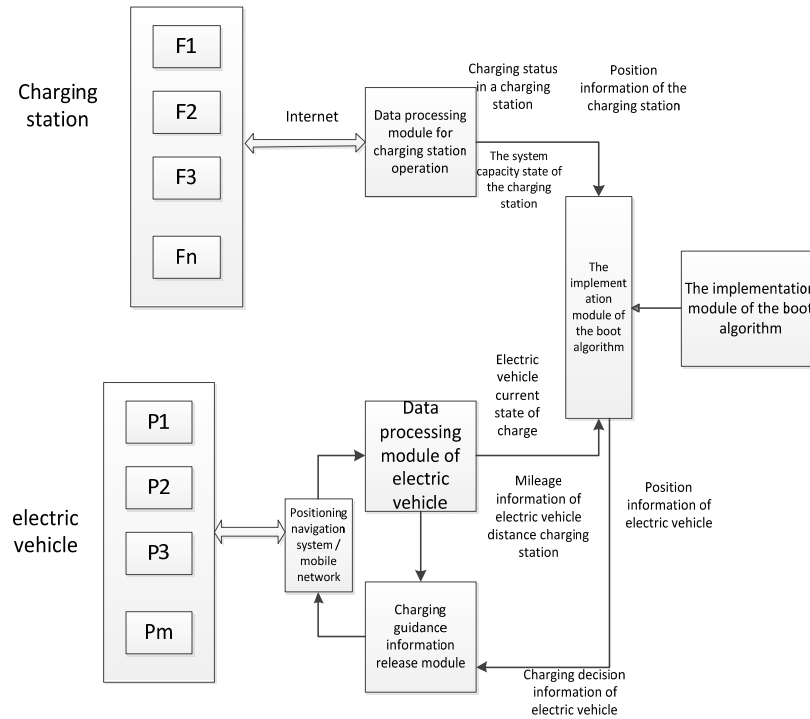 F1
F2
F3
Fn
Charging
station
Internet
Data processing
module for
charging station
operation
Charging status
in a charging
station
Position
information of the
charging station
The system
capacity state of
the charging
station
The
implement
ation
module of
the boot
algorithm
The implementation
module of the boot
algorithm
P1
P2
P3
Pm
electric
vehicle
Positioning
navigation
system /
mobile
network
Data
processing
module of
electric
vehicle
Electric
vehicle
current
state of
charge
Mileage
information of
electric vehicle
distance charging
station
Position
information of
electric vehicle
Charging
guidance
information
release module
Charging decision
information of
electric vehicle